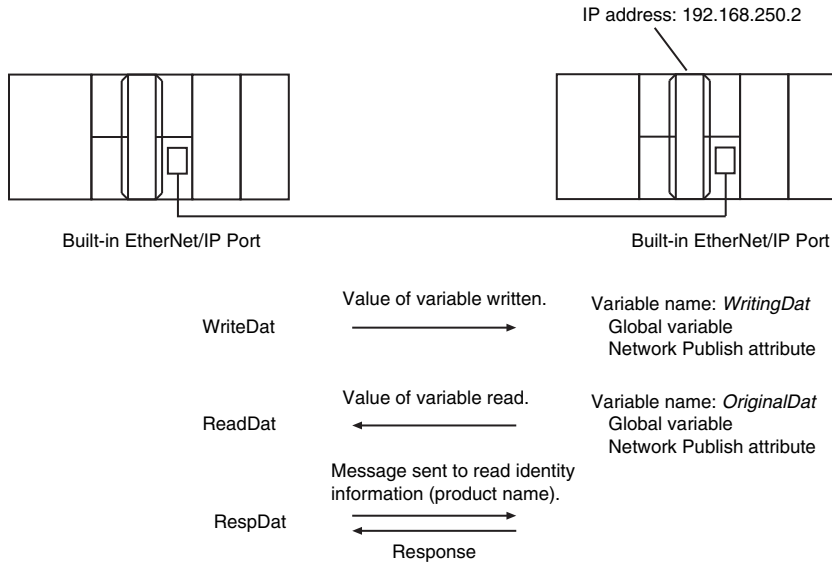 IP address: 192.168.250.2
Built-in EtherNet/IP Port
Built-in EtherNet/IP Port
Value of variable written.
WriteDat
Variable name: WritingDat
Global variable
Network Publish attribute
Value of variable read.
ReadDat
Variable name: OriginalDat
Global variable
Network Publish attribute
Message sent to read identity
information (product name).
RespDat
Response